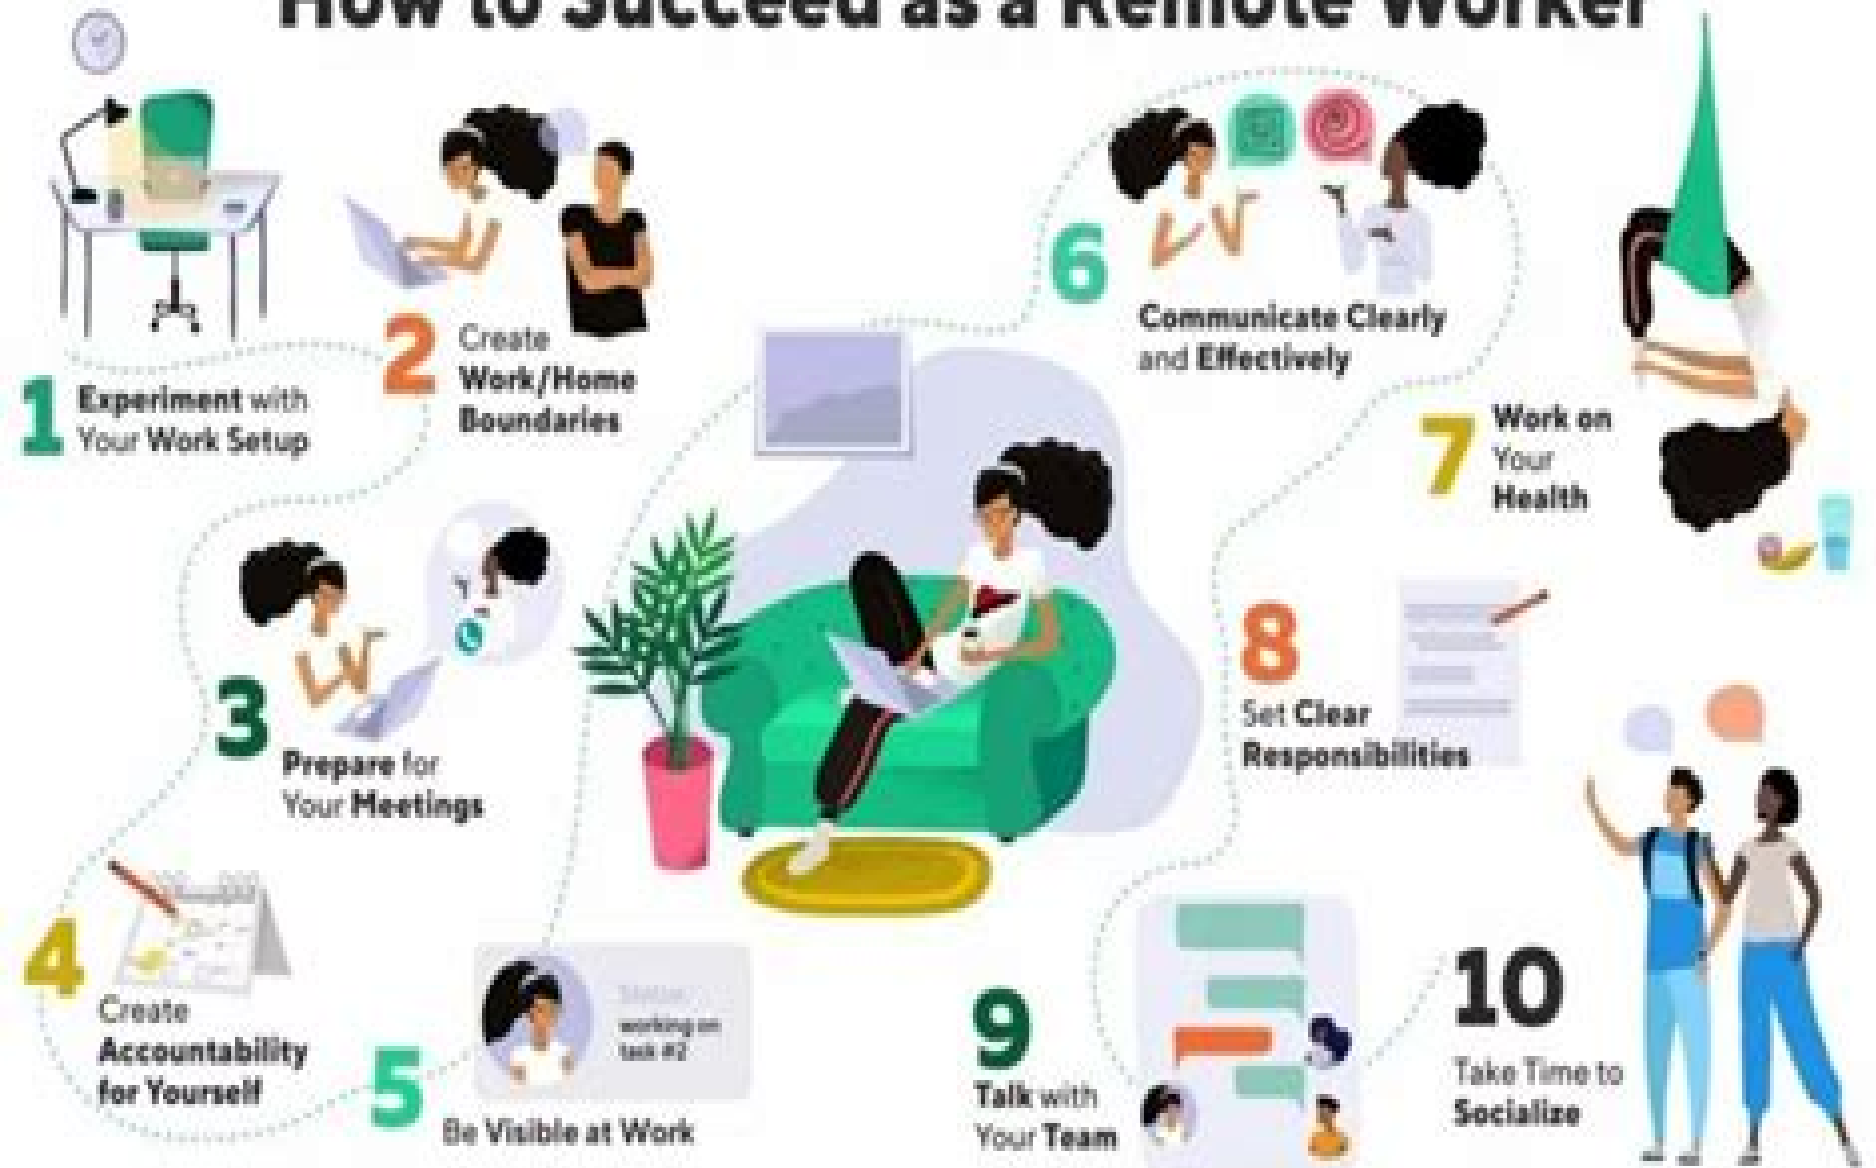 How to Succeed as a Remote Worker
1
Experiment with
Your Work Setup
2
Create
Work/Home
Boundaries
3
Prepare for
Your Meetings
4
Create
Accountability
for Yourself
5
Status:
working on
task #2
Be Visible at Work
6
Communicate Clearly
and Effectively
7
Work on
Your
Health
8
Set Clear
Responsibilities
9
Talk with
Your Team
10
Take Time to
Socialize